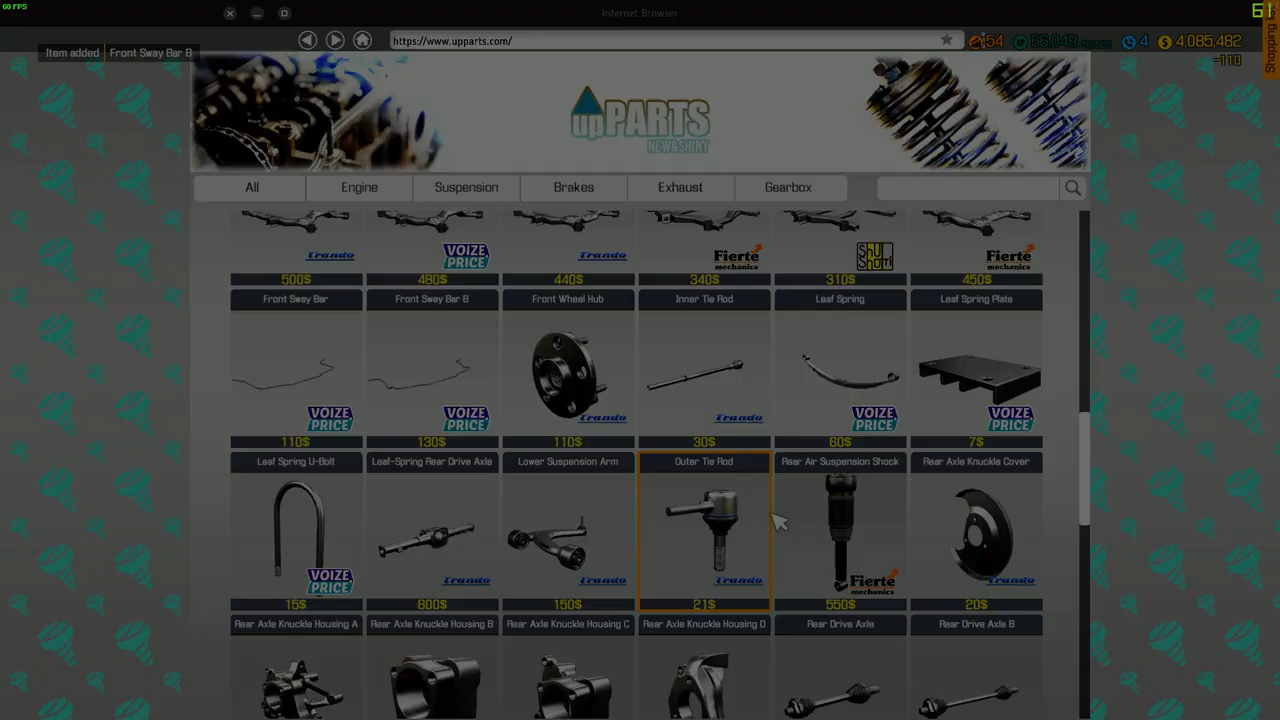 60 FPS
61
Internet Browser
https://www.upparts.com/
54
66,049
4
4,085,482
-110
Shopping
Item added | Front Sway Bar B
upPARTS
NEW&SHINY
All Engine Suspension Brakes Exhaust Gearbox
Trando VOIZE PRICE Trando Fierte mechanics Shu Shoti Fierte mechanics
500$ 480$ 440$ 340$ 310$ 450$
Front Sway Bar Front Sway Bar B Front Wheel Hub Inner Tie Rod Leaf Spring Leaf Spring Plate
VOIZE PRICE VOIZE PRICE Trando Trando VOIZE PRICE VOIZE PRICE
110$ 130$ 110$ 30$ 60$ 7$
Leaf Spring U-Bolt Leaf-Spring Rear Drive Axle Lower Suspension Arm Outer Tie Rod Rear Air Suspension Shock Rear Axle Knuckle Cover
VOIZE PRICE Trando Trando Trando Fierte mechanics Trando
15$ 600$ 150$ 21$ 550$ 20$
Rear Axle Knuckle Housing A Rear Axle Knuckle Housing B Rear Axle Knuckle Housing C Rear Axle Knuckle Housing D Rear Drive Axle Rear Drive Axle B